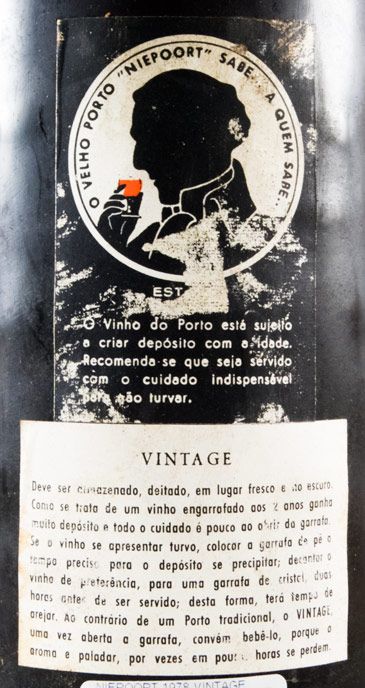 O VELHO PORTO "NIEPOORT" SABE... A QUEM SABE...
EST
O Vinho do Porto está sujeito
a criar depósito com a idade.
Recomenda-se que seja servido
com o cuidado indispensável
para não turvar.
VINTAGE
Deve ser armazenado, deitado, em lugar fresco e no escuro.
Como se trata de um vinho engarrafado aos 2 anos ganha
muito depósito e todo o cuidado é pouco ao abrir da garrafa.
Se o vinho se apresentar turvo, colocar a garrafa de pé o
tempo preciso para o depósito se precipitar; decantar o
vinho de preferência, para uma garrafa de cristal, duas
horas antes de ser servido; desta forma, terá tempo de
arejar. Ao contrário de um Porto tradicional, o VINTAGE,
uma vez aberta a garrafa, convém bebê-lo, porque o
aroma e paladar, por vezes em poucas horas se perdem.
NIEPOORT 1978 VINTAGE